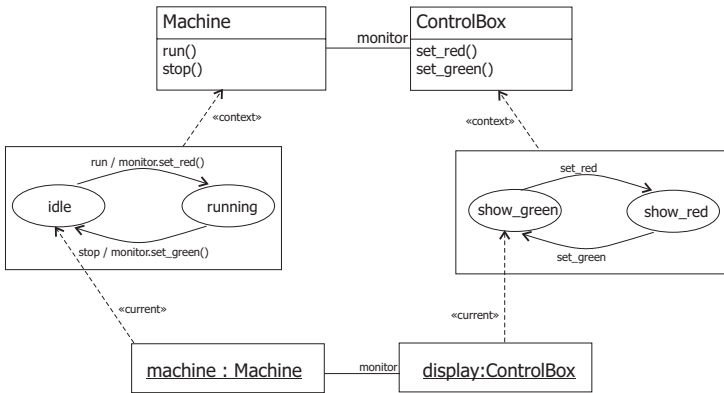 Machine
run()
stop()
monitor
ControlBox
set_red()
set_green()
«context»
«context»
run / monitor.set_red()
idle
running
stop / monitor.set_green()
set_red
show_green
show_red
set_green
«current»
«current»
machine : Machine
monitor
display:ControlBox